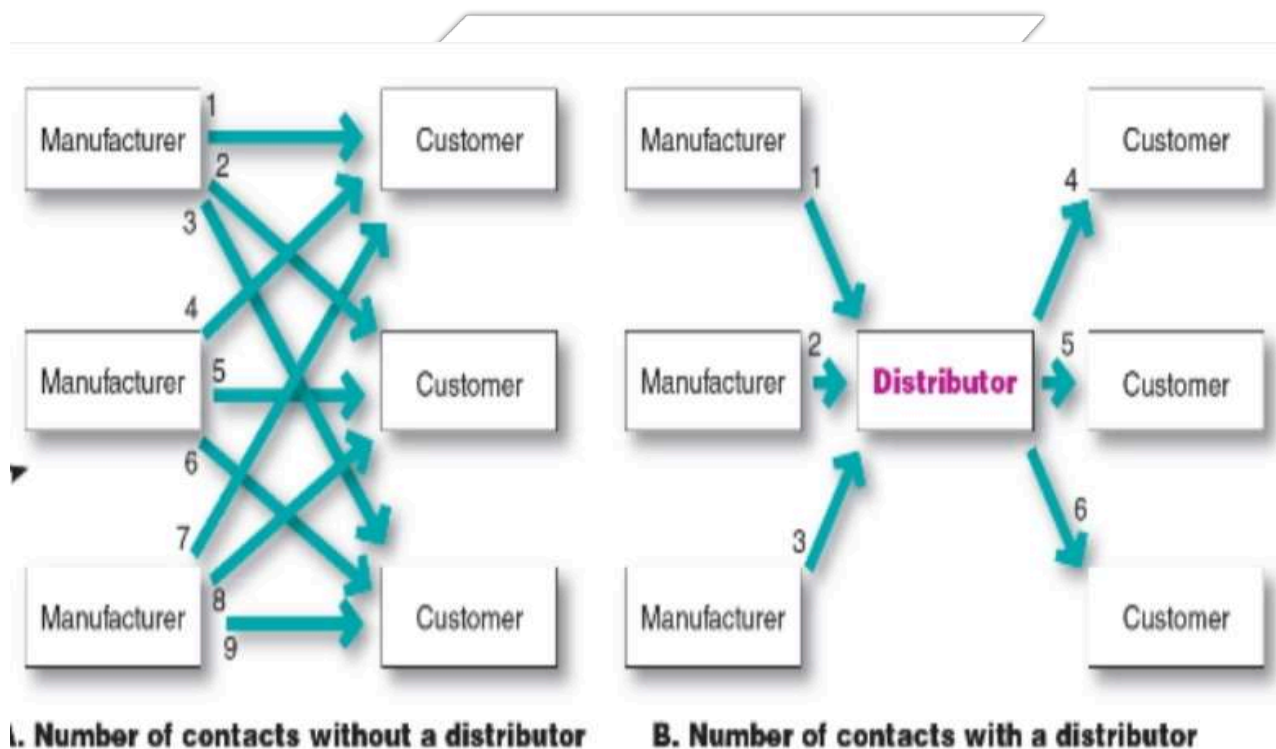 Manufacturer
1
2
3
Customer
Manufacturer
4
5
6
Customer
Manufacturer
7
8
9
Customer
. Number of contacts without a distributor
Manufacturer
1
Manufacturer
2
Manufacturer
3
Distributor
4
Customer
5
Customer
6
Customer
B. Number of contacts with a distributor